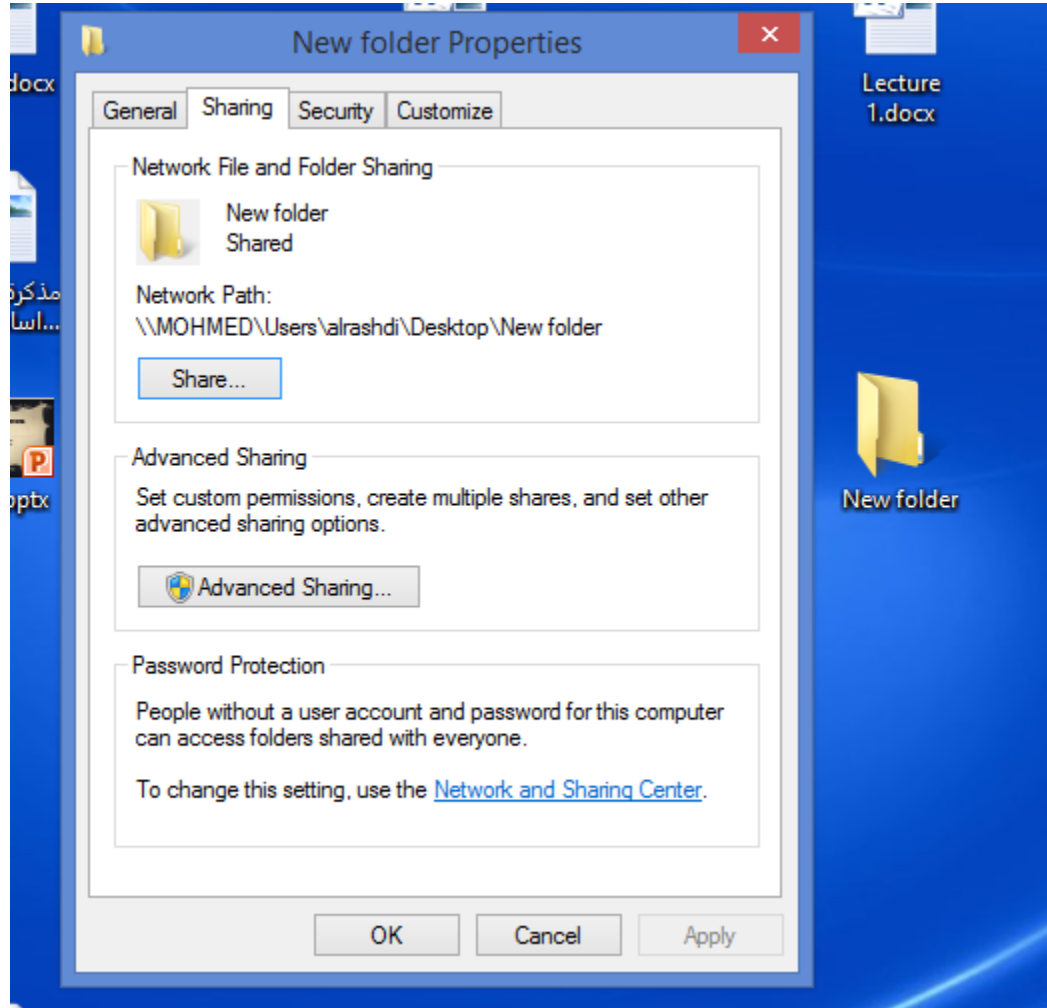 New folder Properties
docx
Lecture
1.docx
General Sharing Security Customize
Network File and Folder Sharing
New folder
Shared
مذكرة
اسا...
Network Path:
\\MOHMED\Users\alrashdi\Desktop\New folder
Share...
Advanced Sharing
Set custom permissions, create multiple shares, and set other
advanced sharing options.
pptx
New folder
Advanced Sharing...
Password Protection
People without a user account and password for this computer
can access folders shared with everyone.
To change this setting, use the Network and Sharing Center.
OK Cancel Apply